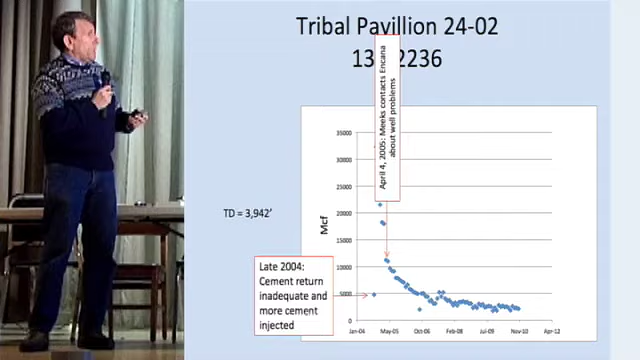 Tribal Pavillion 24-02
13 2236
April 4, 2005: Meeks contacts Encana
about well problems
TD = 3,942'
Late 2004:
Cement return
inadequate and
more cement
injected
Mcf
35000
30000
25000
20000
15000
10000
5000
0
Jan-04
May-05
Oct-06
Feb-08
Jul-09
Nov-10
Apr-12